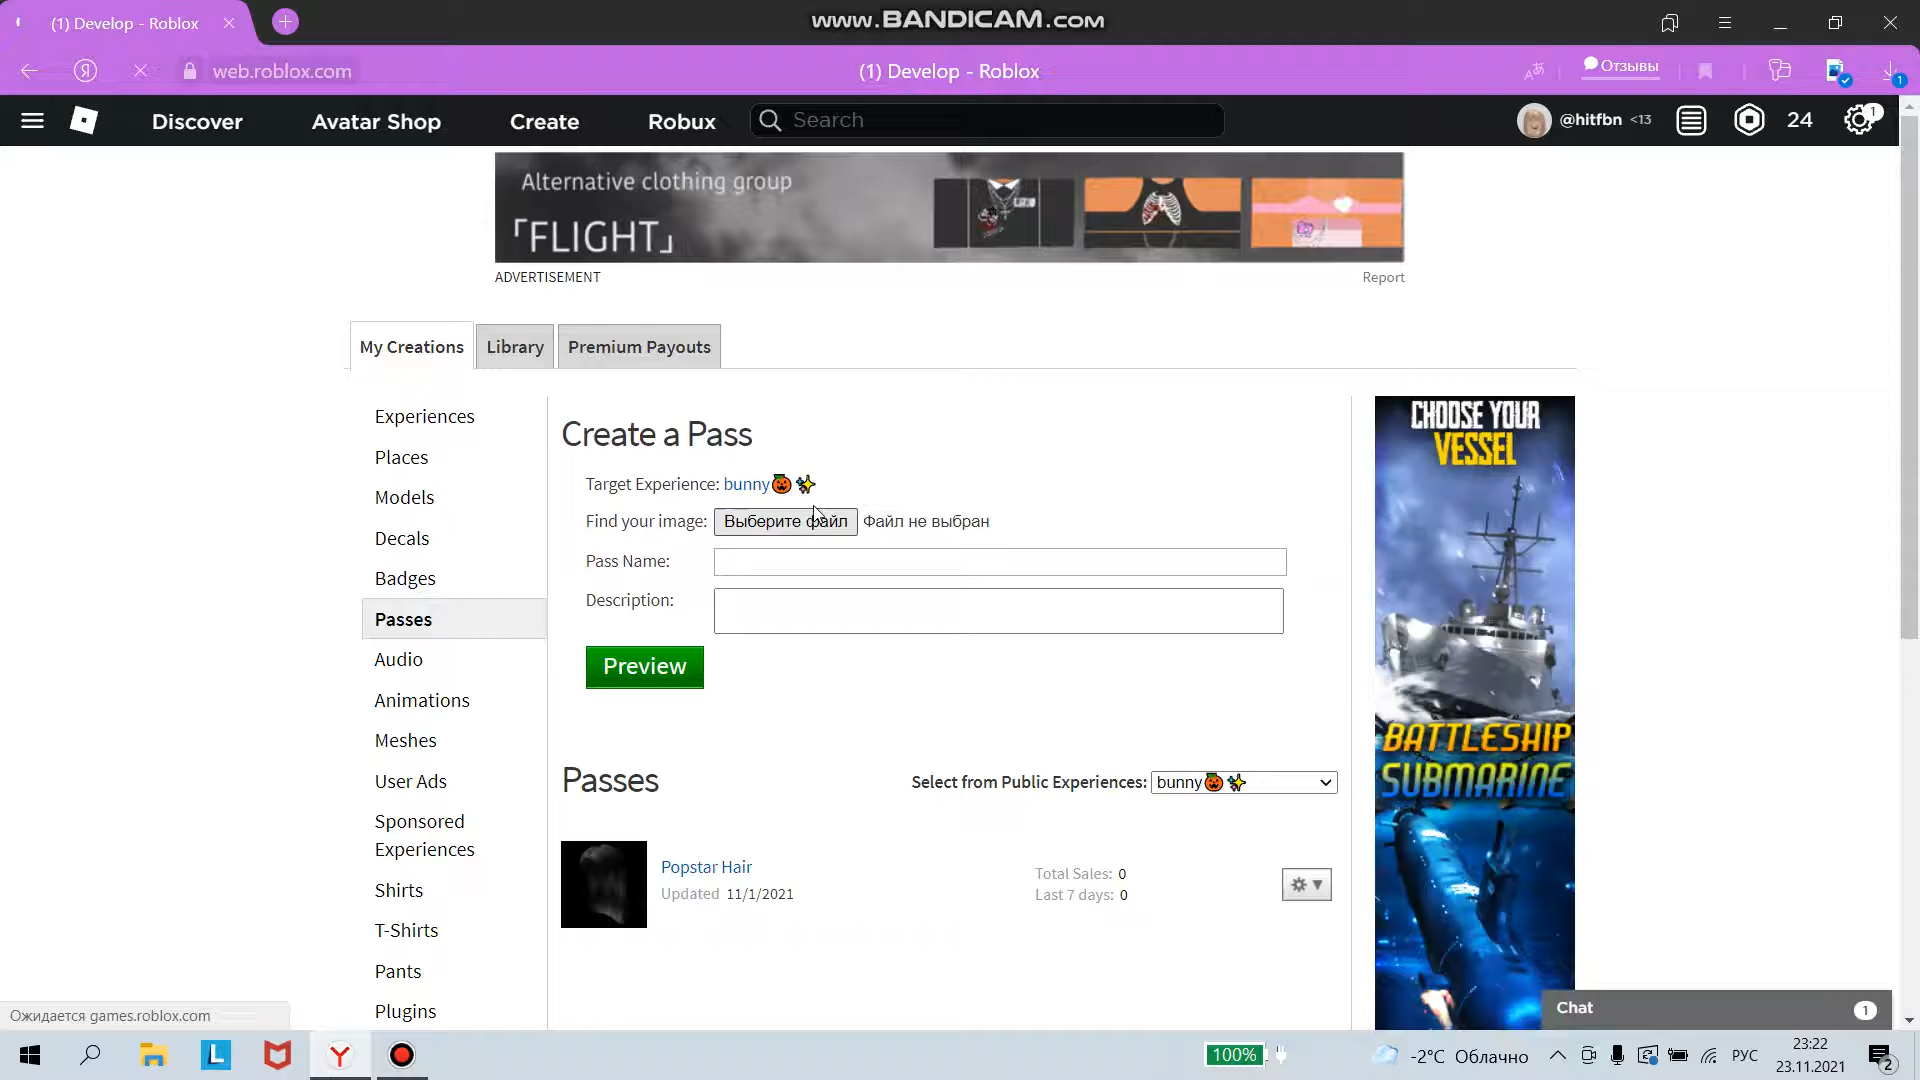 (1) Develop - Roblox
www.BANDICAM.com
web.roblox.com
(1) Develop - Roblox
Отзывы
1
Discover
Avatar Shop
Create
Robux
Search
@hitfbn <13
24
1
Alternative clothing group
「FLIGHT」
ADVERTISEMENT
Report
My Creations
Library
Premium Payouts
Experiences
Places
Models
Decals
Badges
Passes
Audio
Animations
Meshes
User Ads
Sponsored
Experiences
Shirts
T-Shirts
Pants
Plugins
Create a Pass
Target Experience: bunny🎃✨
Find your image: Выберите файл Файл не выбран
Pass Name:
Description:
Preview
Passes
Select from Public Experiences: bunny🎃✨
Popstar Hair
Updated 11/1/2021
Total Sales: 0
Last 7 days: 0
CHOOSE YOUR
VESSEL
BATTLESHIP
SUBMARINE
Chat
1
Ожидается games.roblox.com
100%
-2°C Облачно
РУС
23:22
23.11.2021
2